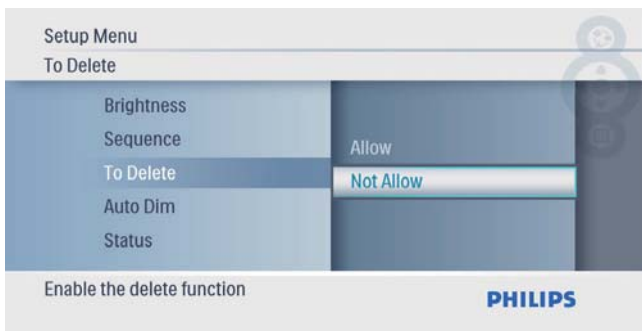 Setup Menu
To Delete
Brightness
Sequence
To Delete
Auto Dim
Status
Allow
Not Allow
Enable the delete function
PHILIPS